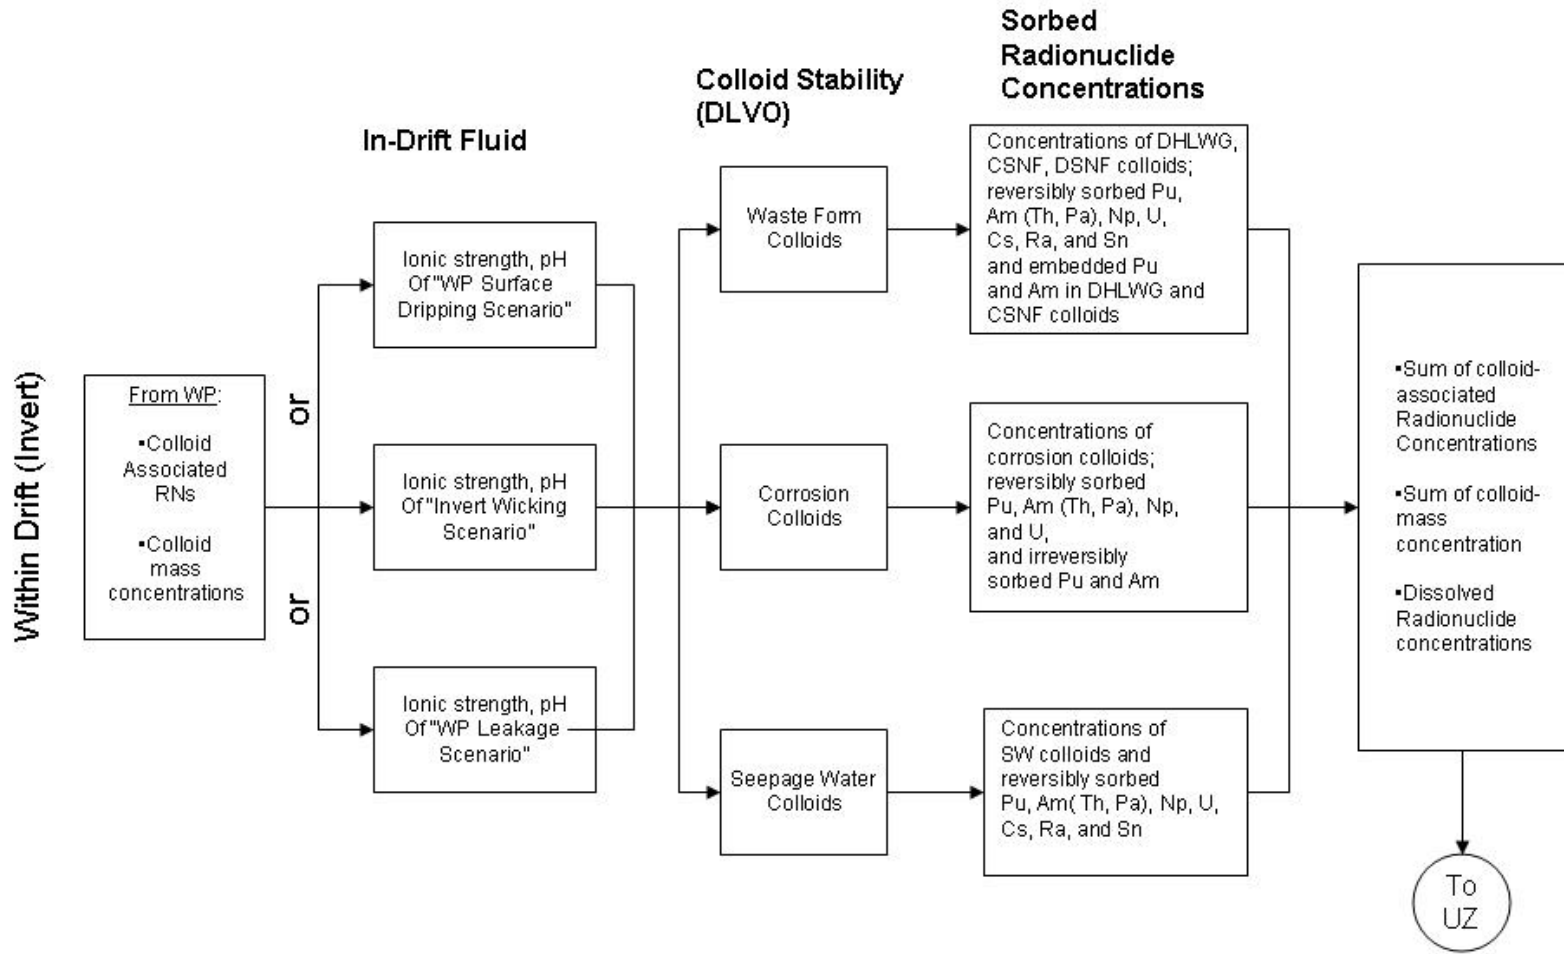 Within Drift (Invert)
From WP:
▪Colloid
Associated
RNs
▪Colloid
mass
concentrations
or
or
In-Drift Fluid
Ionic strength, pH
Of "WP Surface
Dripping Scenario"
Ionic strength, pH
Of "Invert Wicking
Scenario"
Ionic strength, pH
Of "WP Leakage
Scenario"
Colloid Stability
(DLVO)
Waste Form
Colloids
Corrosion
Colloids
Seepage Water
Colloids
Sorbed
Radionuclide
Concentrations
Concentrations of DHLWG,
CSNF, DSNF colloids;
reversibly sorbed Pu,
Am (Th, Pa), Np, U,
Cs, Ra, and Sn
and embedded Pu
and Am in DHLWG and
CSNF colloids
Concentrations of
corrosion colloids;
reversibly sorbed
Pu, Am (Th, Pa), Np,
and U,
and irreversibly
sorbed Pu and Am
Concentrations of
SW colloids and
reversibly sorbed
Pu, Am( Th, Pa), Np, U,
Cs, Ra, and Sn
▪Sum of colloid-
associated
Radionuclide
Concentrations
▪Sum of colloid-
mass
concentration
▪Dissolved
Radionuclide
concentrations
To
UZ